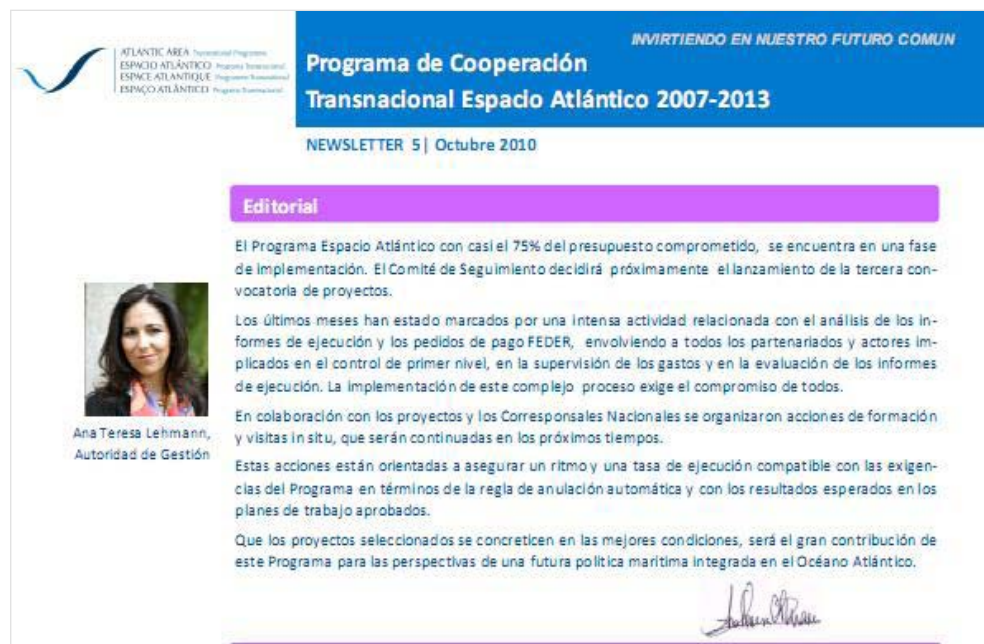 ATLANTIC AREA Transnational Programme
ESPACIO ATLÁNTICO Programa Transnacional
ESPACE ATLANTIQUE Programme Transnational
ESPAÇO ATLÂNTICO Programa Transnacional
INVIRTIENDO EN NUESTRO FUTURO COMUN
Programa de Cooperación
Transnacional Espacio Atlántico 2007-2013
NEWSLETTER 5| Octubre 2010
Editorial
El Programa Espacio Atlántico con casi el 75% del presupuesto comprometido, se encuentra en una fase
de implementación. El Comité de Seguimiento decidirá próximamente el lanzamiento de la tercera con-
vocatoria de proyectos.
Los últimos meses han estado marcados por una intensa actividad relacionada con el análisis de los in-
formes de ejecución y los pedidos de pago FEDER, envolviendo a todos los partenariados y actores im-
plicados en el control de primer nivel, en la supervisión de los gastos y en la evaluación de los informes
de ejecución. La implementación de este complejo proceso exige el compromiso de todos.
En colaboración con los proyectos y los Corresponsales Nacionales se organizaron acciones de formación
y visitas in situ, que serán continuadas en los próximos tiempos.
Estas acciones están orientadas a asegurar un ritmo y una tasa de ejecución compatible con las exigen-
cias del Programa en términos de la regla de anulación automática y con los resultados esperados en los
planes de trabajo aprobados.
Que los proyectos seleccionados se concreticen en las mejores condiciones, será el gran contribución de
este Programa para las perspectivas de una futura política marítima integrada en el Océano Atlántico.
Ana Teresa Lehmann,
Autoridad de Gestión